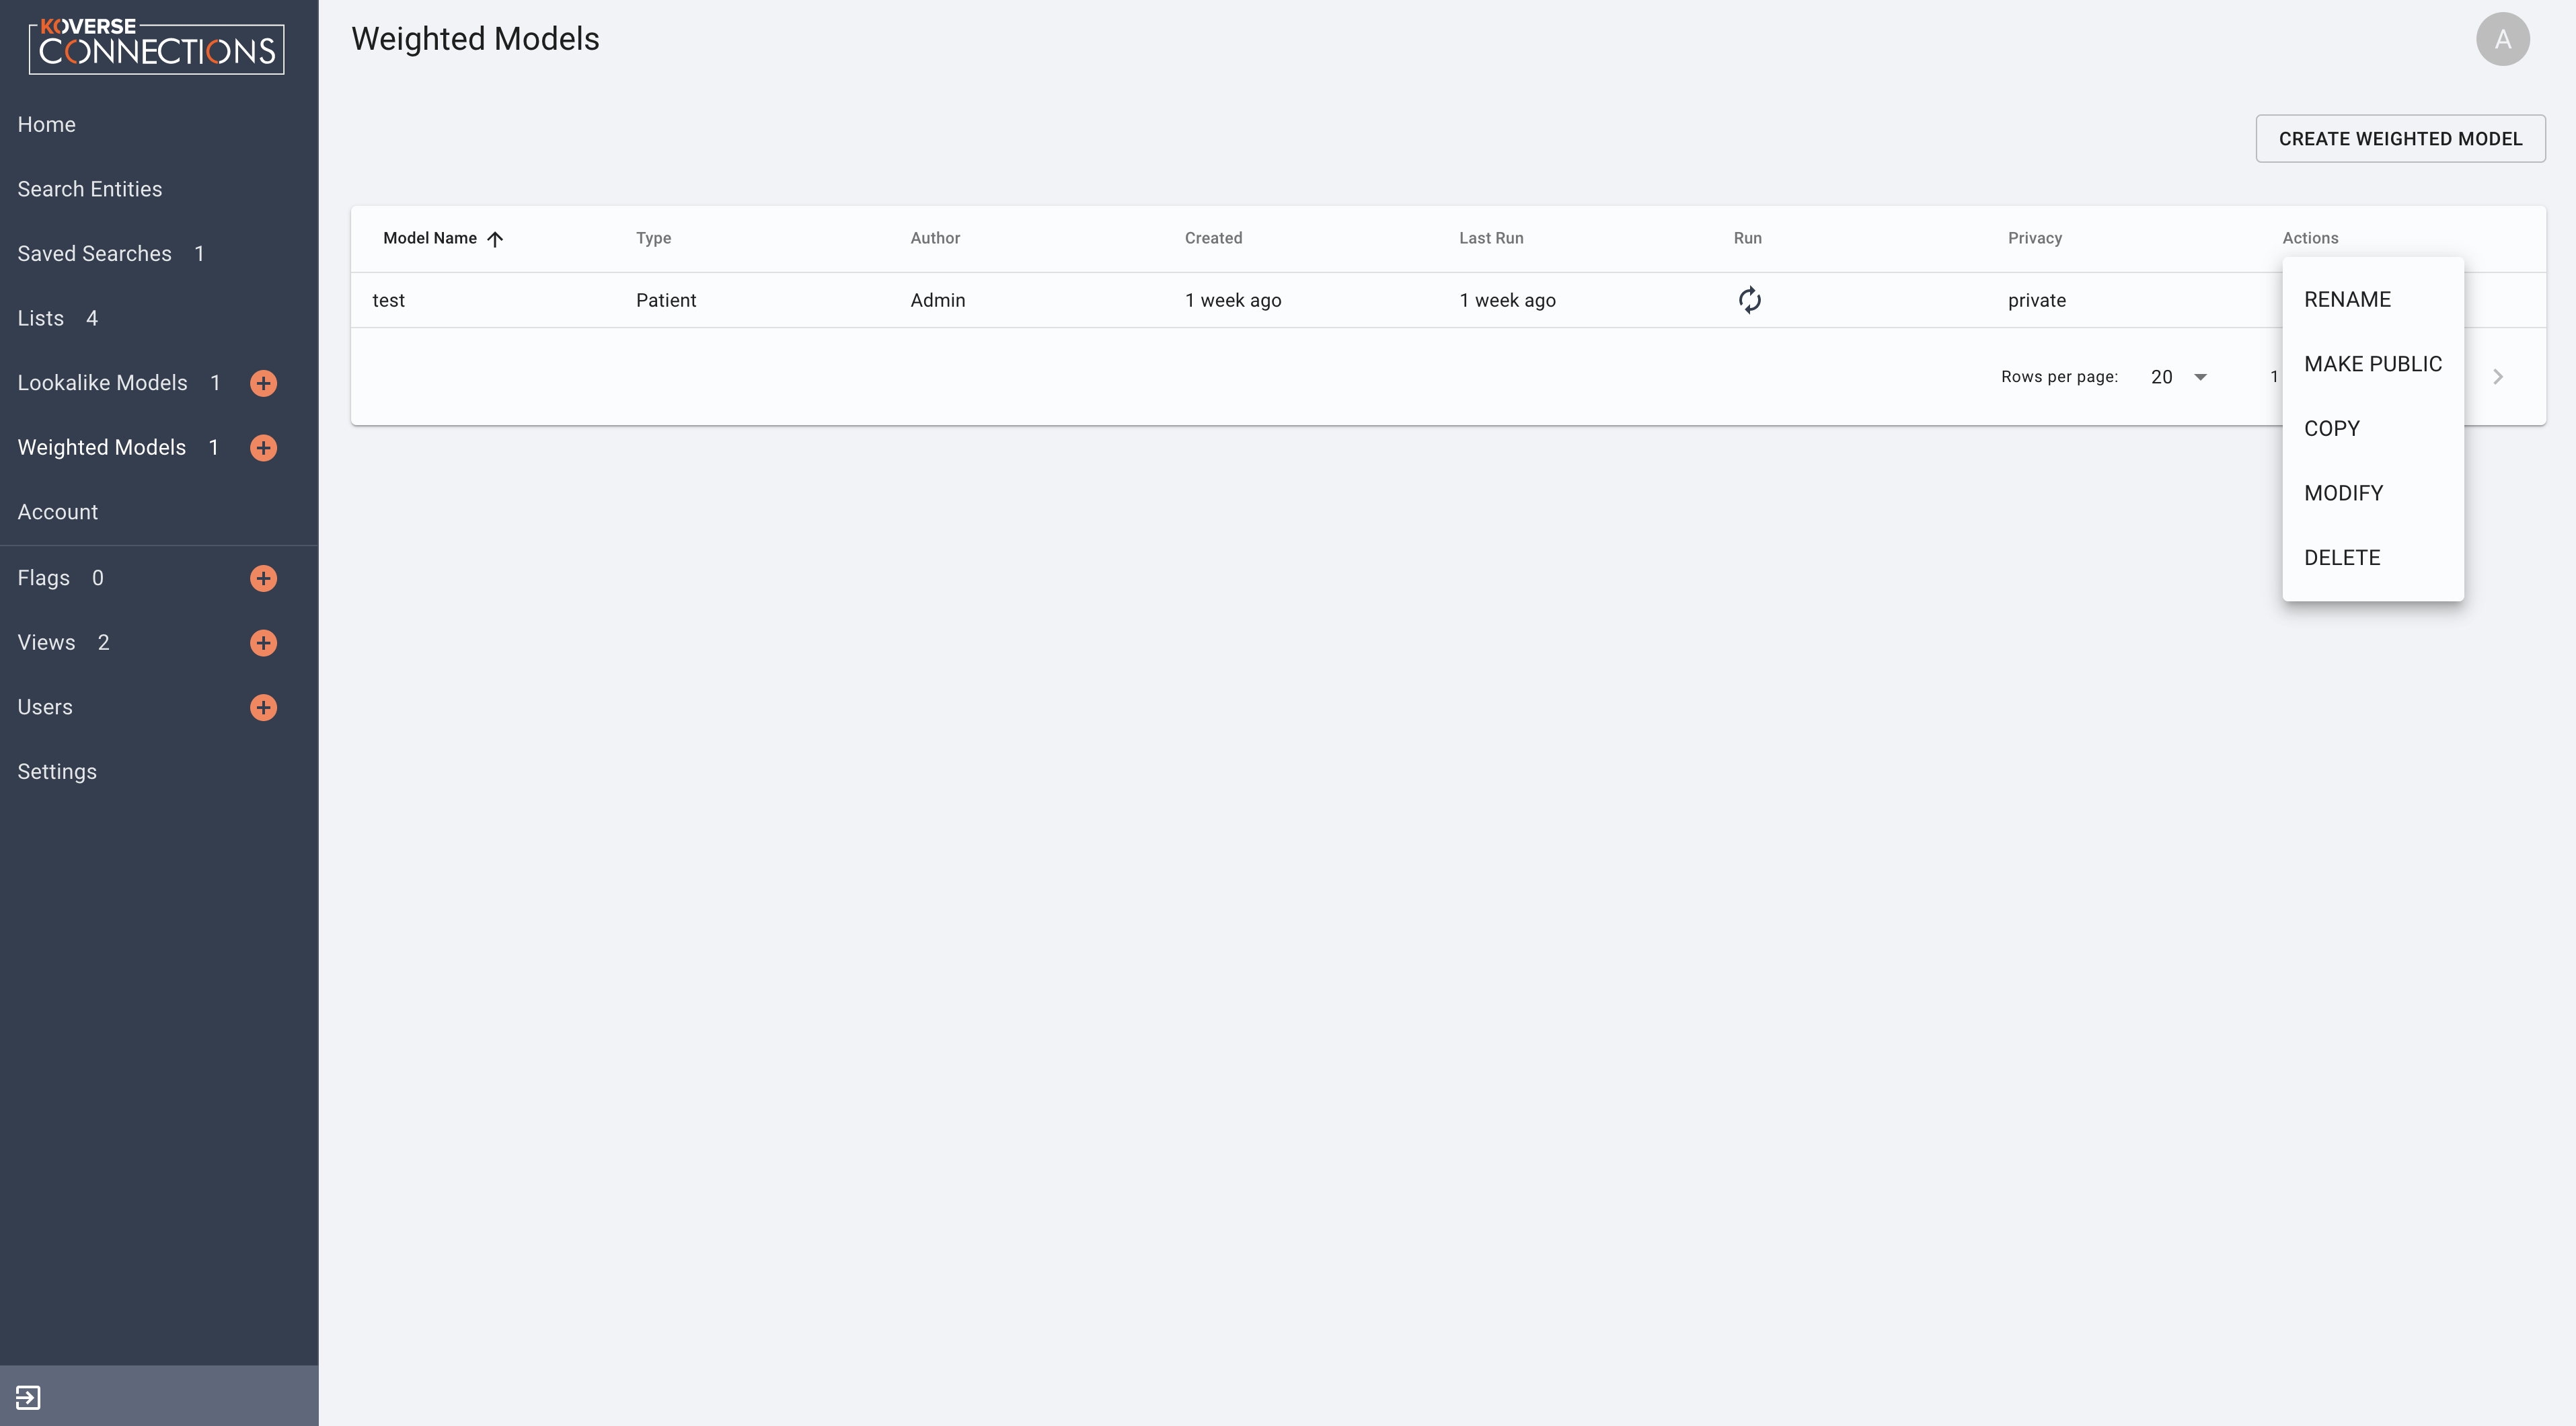 KOVERSE
CONNECTIONS
Home
Search Entities
Saved Searches 1
Lists 4
Lookalike Models 1
Weighted Models 1
Account
Flags 0
Views 2
Users
Settings
Weighted Models
A
CREATE WEIGHTED MODEL
Model Name Type Author Created Last Run Run Privacy Actions
test Patient Admin 1 week ago 1 week ago private
Rows per page: 20 1
RENAME
MAKE PUBLIC
COPY
MODIFY
DELETE